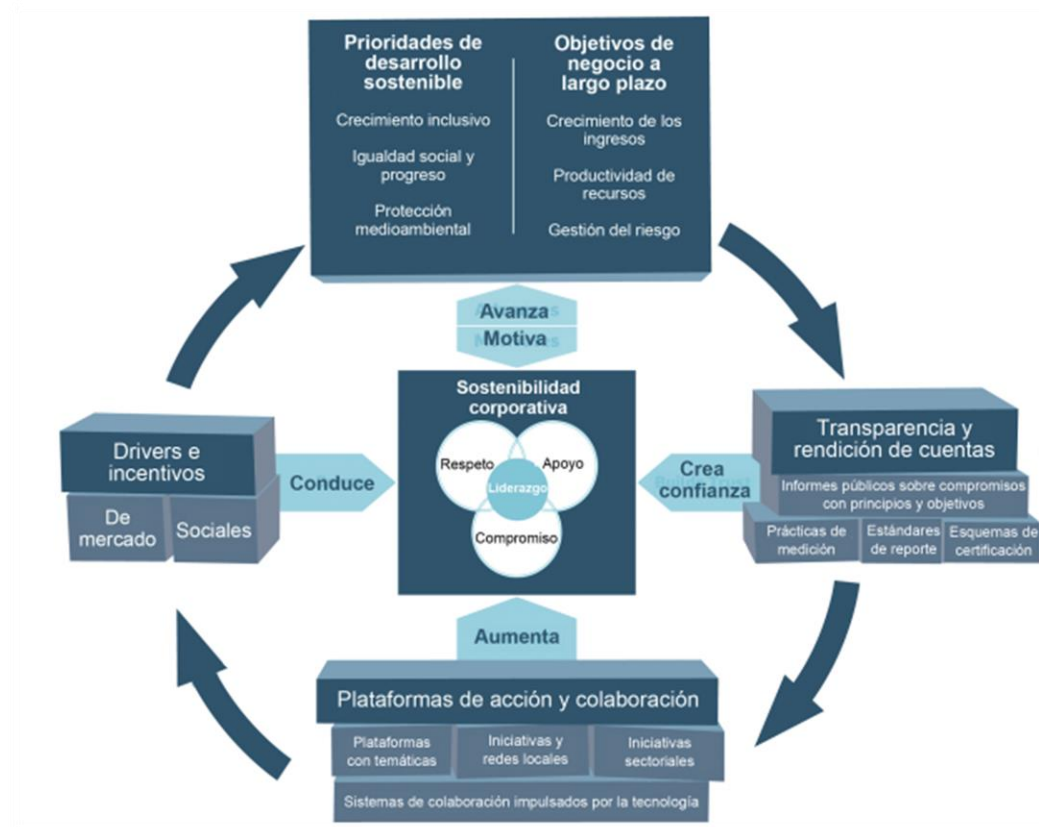 Prioridades de
desarrollo
sostenible
Crecimiento inclusivo
Igualdad social y
progreso
Protección
medioambiental
Objetivos de
negocio a
largo plazo
Crecimiento de los
ingresos
Productividad de
recursos
Gestión del riesgo
Avanza
Motiva
Sostenibilidad
corporativa
Respeto
Apoyo
Liderazgo
Compromiso
Drivers e
incentivos
De
mercado
Sociales
Conduce
Crea
confianza
Transparencia y
rendición de cuentas
Informes públicos sobre compromisos
con principios y objetivos
Prácticas de
medición
Estándares
de reporte
Esquemas de
certificación
Aumenta
Plataformas de acción y colaboración
Plataformas
con temáticas
Iniciativas y
redes locales
Iniciativas
sectoriales
Sistemas de colaboración impulsados por la tecnología